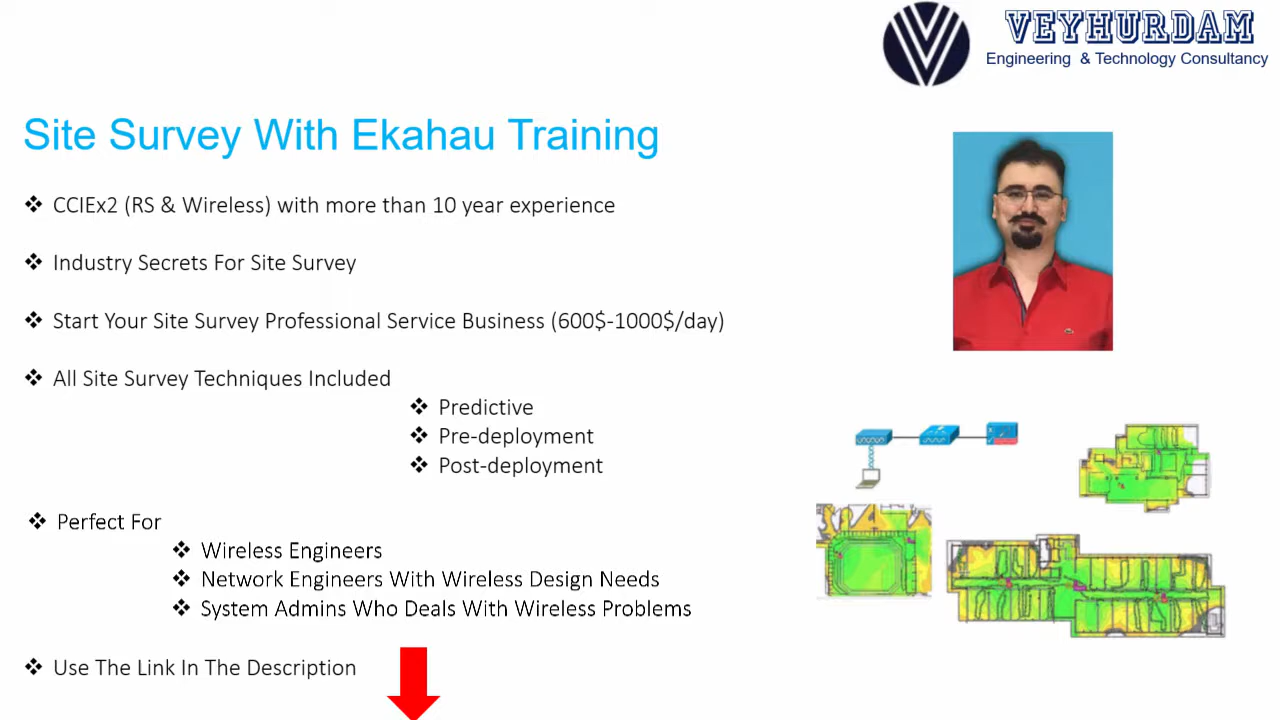 VEYHURDAM
Engineering & Technology Consultancy
Site Survey With Ekahau Training
❖ CCIEx2 (RS & Wireless) with more than 10 year experience
❖ Industry Secrets For Site Survey
❖ Start Your Site Survey Professional Service Business (600$-1000$/day)
❖ All Site Survey Techniques Included
❖ Predictive
❖ Pre-deployment
❖ Post-deployment
❖ Perfect For
❖ Wireless Engineers
❖ Network Engineers With Wireless Design Needs
❖ System Admins Who Deals With Wireless Problems
❖ Use The Link In The Description